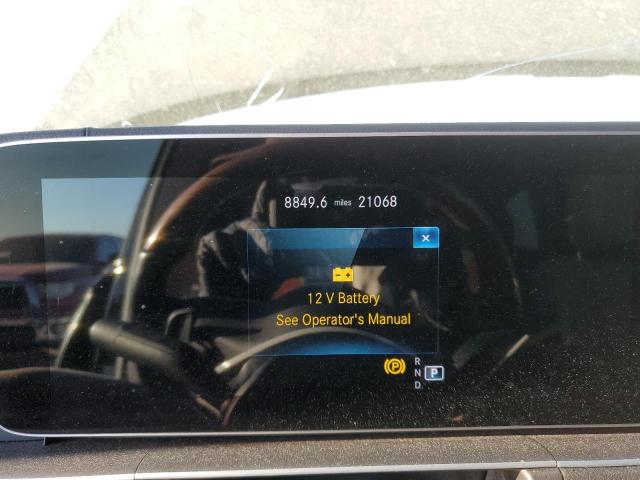 8849.6 miles 21068
×
12 V Battery
See Operator's Manual
(P)
R
N P
D